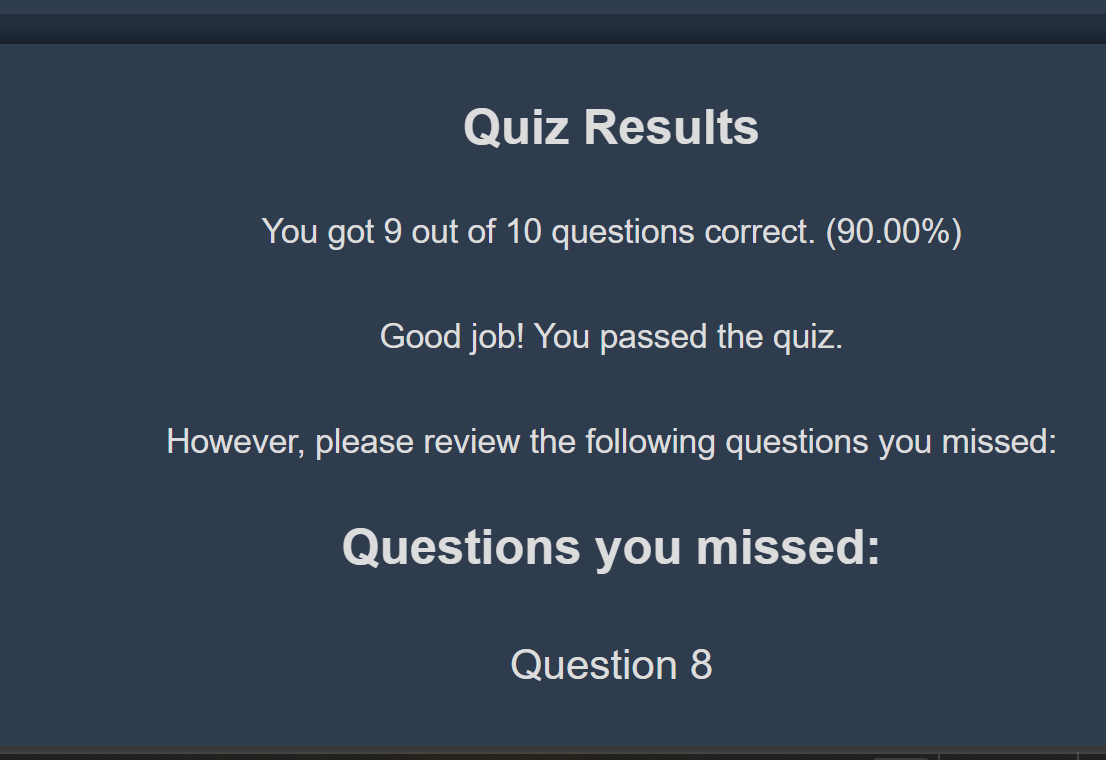 Quiz Results
You got 9 out of 10 questions correct. (90.00%)
Good job! You passed the quiz.
However, please review the following questions you missed:
Questions you missed:
Question 8